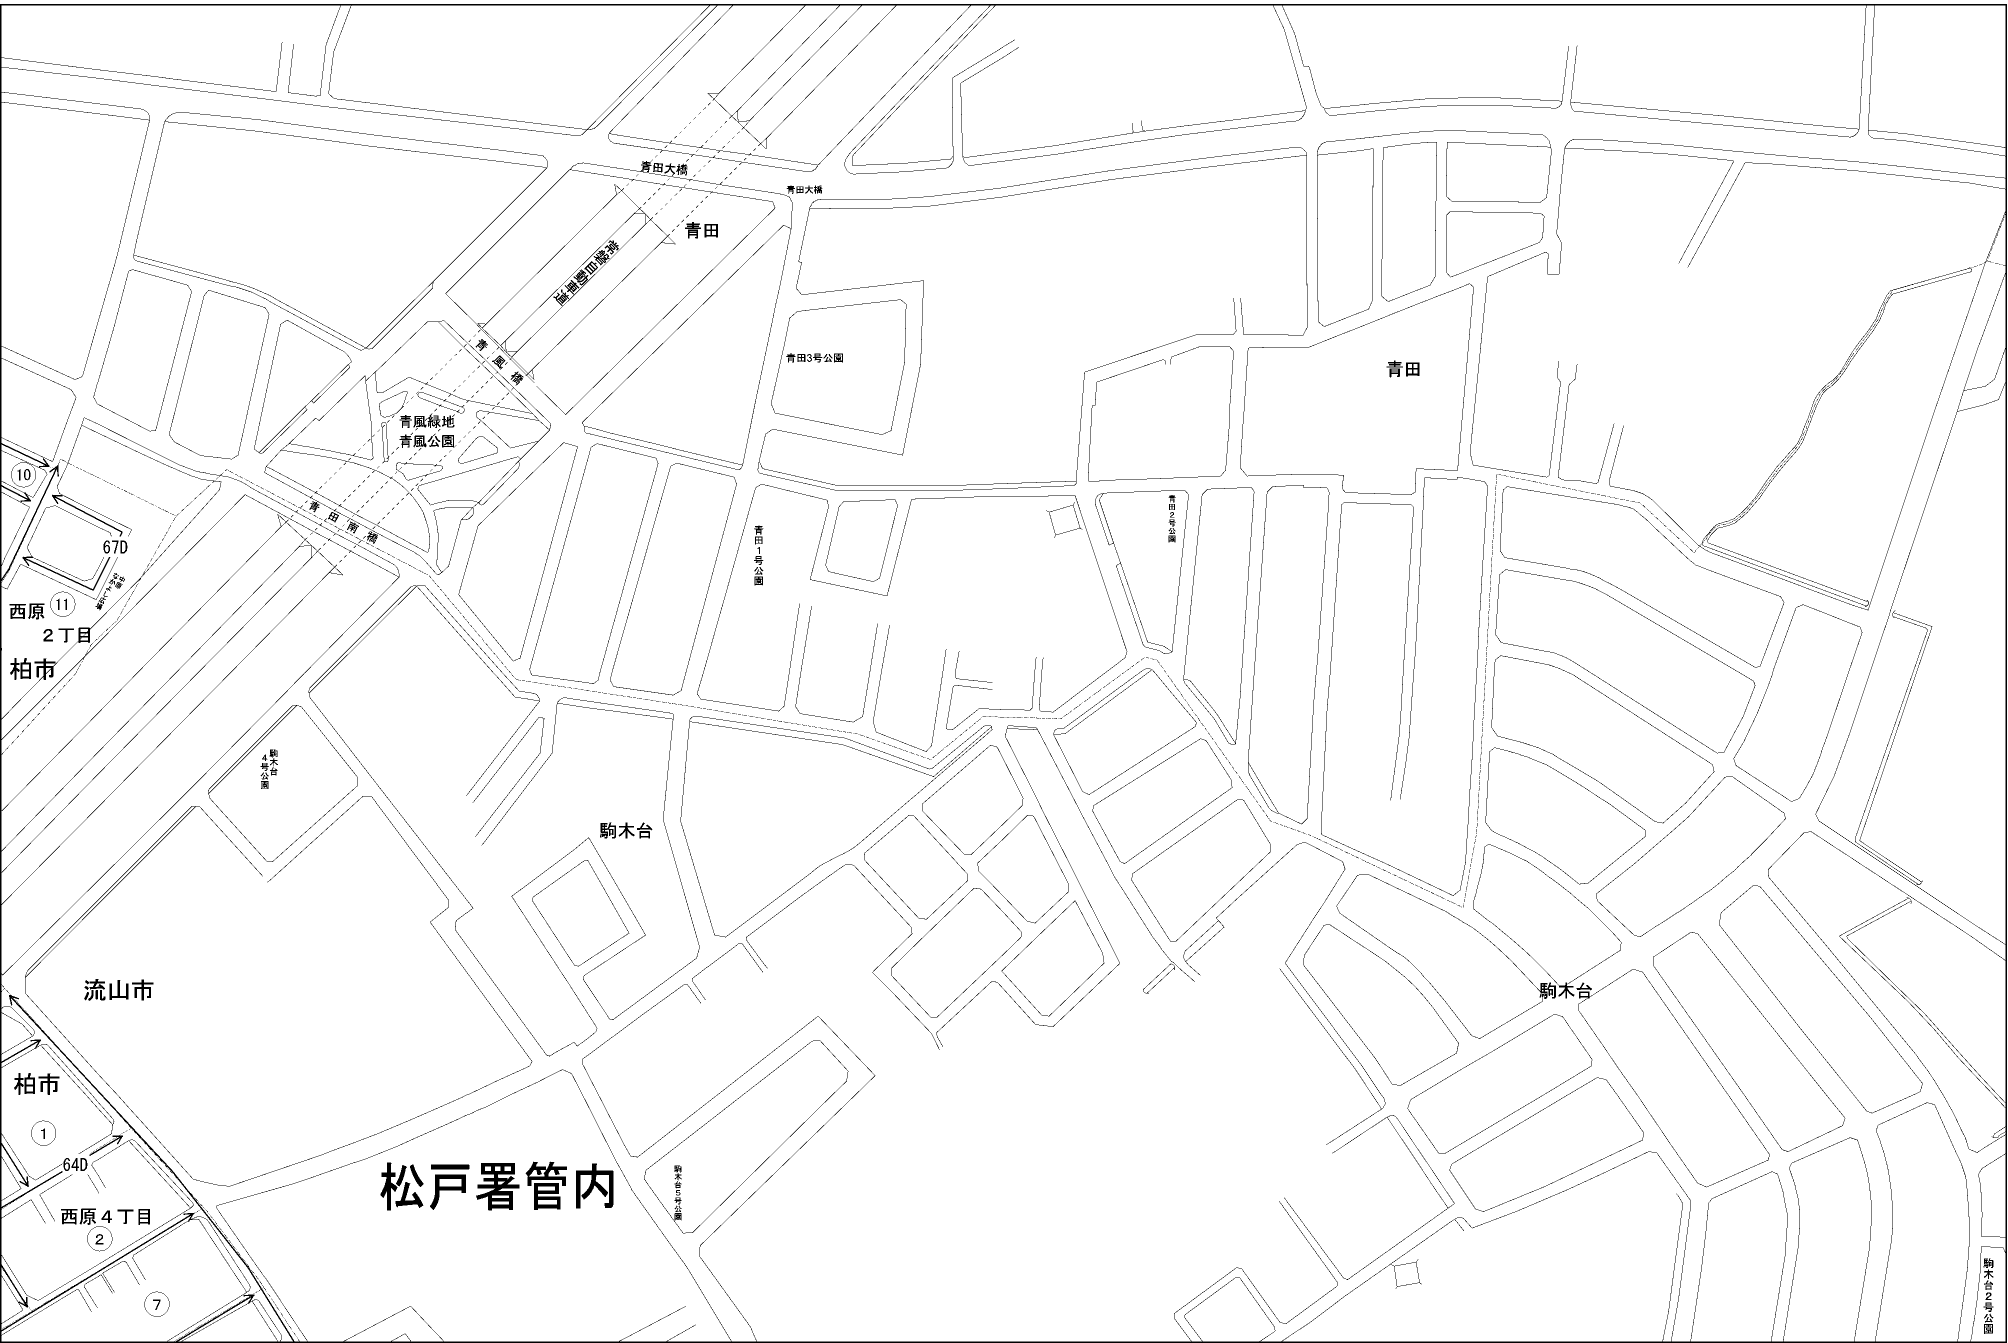 青田大橋
青田大橋
青田
常磐自動車道
青風橋
青田3号公園
青田
青風緑地
青風公園
10
青田南橋
67D
青田1号公園
青田2号公園
西原
11
２丁目
柏市
駒木台
4号公園
駒木台
流山市
駒木台
柏市
1
64D
松戸署管内
駒木台5号公園
西原４丁目
2
7
駒木台2号公園